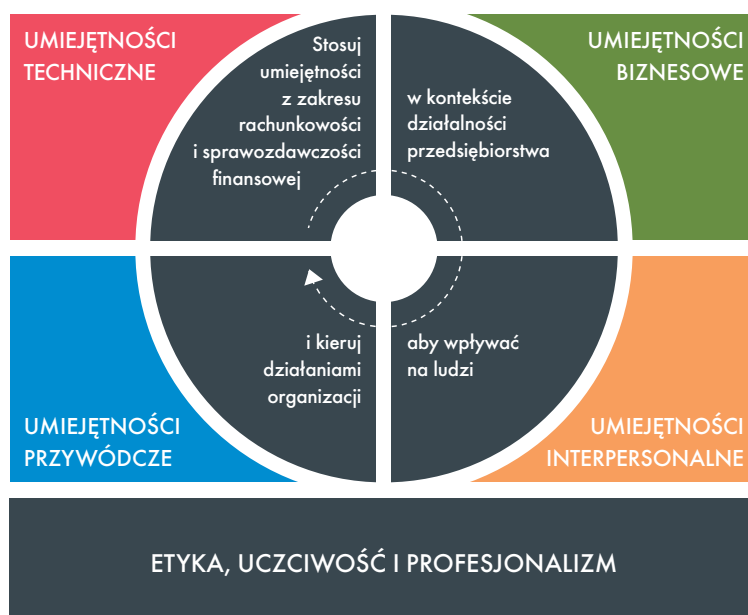 UMIEJĘTNOŚCI
TECHNICZNE
Stosuj
umiejętności
z zakresu
rachunkowości
i sprawozdawczości
finansowej
w kontekście
działalności
przedsiębiorstwa
UMIEJĘTNOŚCI
BIZNESOWE
UMIEJĘTNOŚCI
PRZYWÓDCZE
i kieruj
działaniami
organizacji
aby wpływać
na ludzi
UMIEJĘTNOŚCI
INTERPERSONALNE
ETYKA, UCZCIWOŚĆ I PROFESJONALIZM